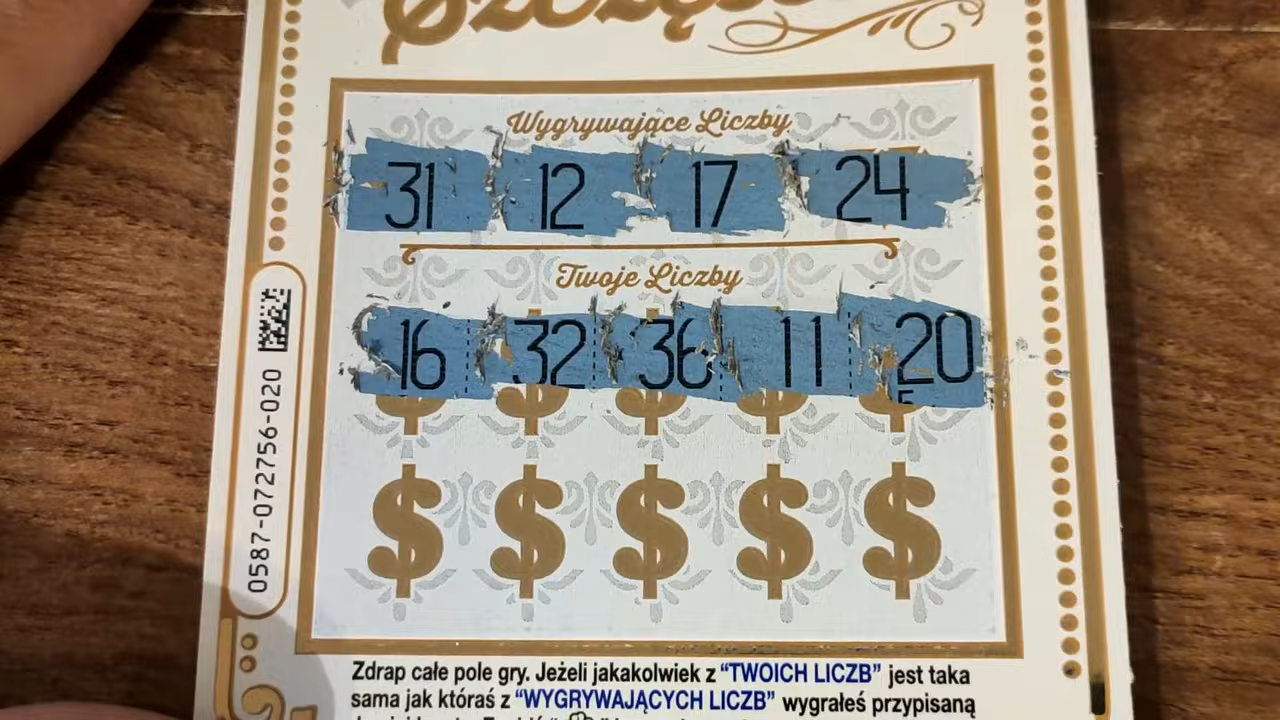 Wygrywające Liczby
31 12 17 24
Twoje Liczby
16 32 36 11 20
$ $ $ $ $
$ $ $ $ $
0587-072756-020
Zdrap całe pole gry. Jeżeli jakakolwiek z “TWOICH LICZB” jest taka
sama jak któraś z “WYGRYWAJĄCYCH LICZB” wygrałeś przypisaną